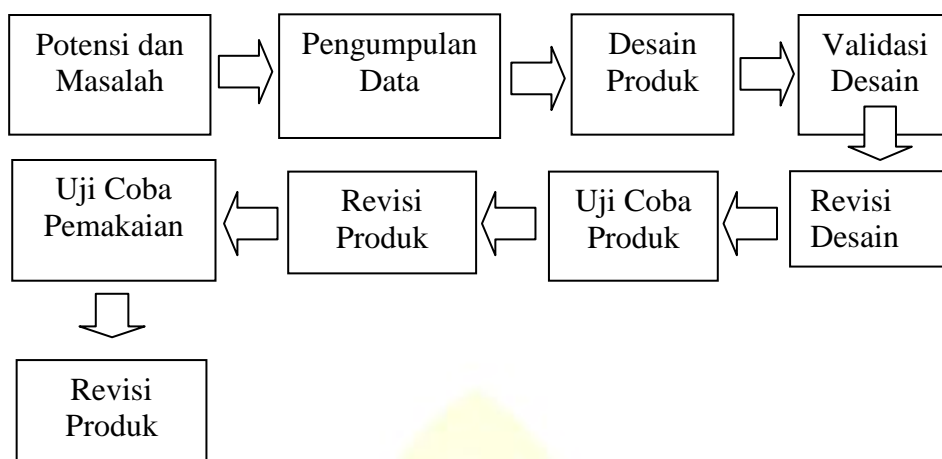 Potensi dan
Masalah
Pengumpulan
Data
Desain
Produk
Validasi
Desain
Revisi
Desain
Uji Coba
Produk
Revisi
Produk
Uji Coba
Pemakaian
Revisi
Produk